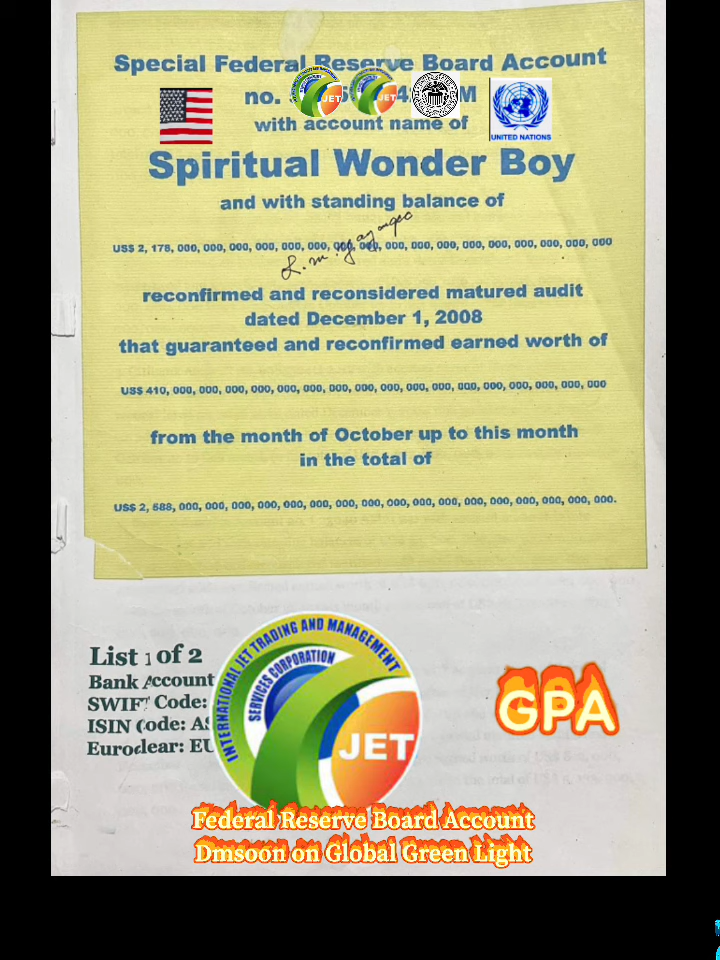 Special Federal Reserve Board Account
no. 4 M
UNITED NATIONS
with account name of
Spiritual Wonder Boy
and with standing balance of
US$ 2, 178, 000, 000, 000, 000, 000, 000, 000, 000, 000, 000, 000, 000, 000, 000, 000, 000, 000
reconfirmed and reconsidered matured audit
dated December 1, 2008
that guaranteed and reconfirmed earned worth of
US$ 410, 000, 000, 000, 000, 000, 000, 000, 000, 000, 000, 000, 000, 000, 000, 000, 000, 000
from the month of October up to this month
in the total of
US$ 2, 588, 000, 000, 000, 000, 000, 000, 000, 000, 000, 000, 000, 000, 000, 000, 000, 000, 000.
List 1 of 2
Bank Account
SWIFT Code:
ISIN Code: AS
Euroclear: EU
INTERNATIONAL JET TRADING AND MANAGEMENT
SERVICES CORPORATION
JET
GPA
Federal Reserve Board Account
Dmsoon on Global Green Light